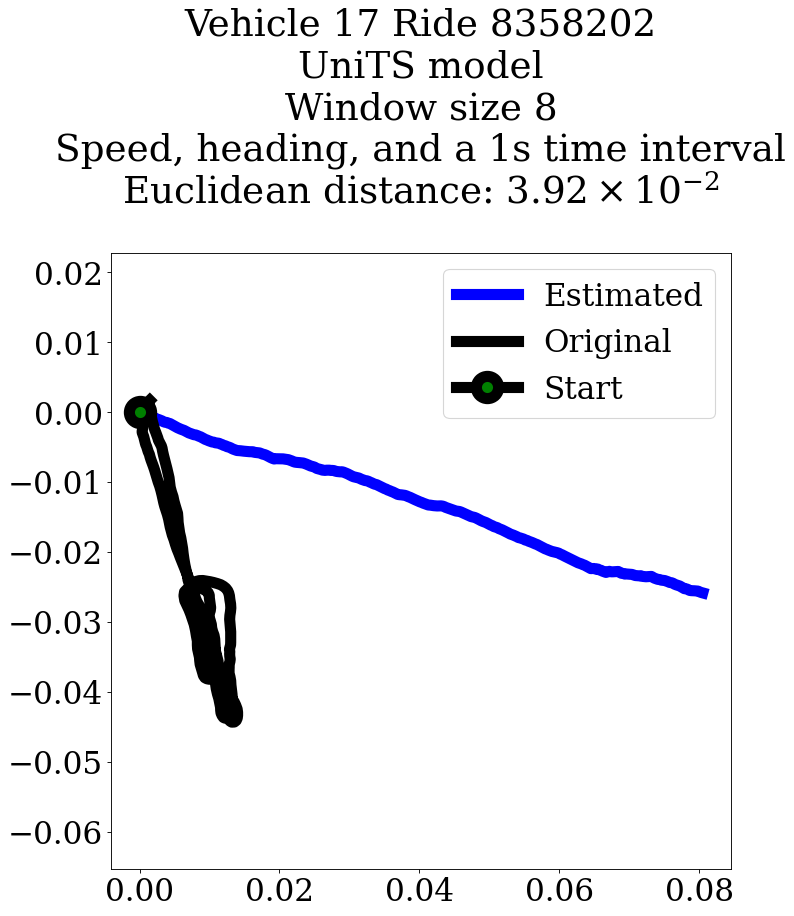 Vehicle 17 Ride 8358202
UniTS model
Window size 8
Speed, heading, and a 1s time interval
Euclidean distance: 3.92 × 10⁻²
Estimated
Original
Start
0.02
0.01
0.00
−0.01
−0.02
−0.03
−0.04
−0.05
−0.06
0.00 0.02 0.04 0.06 0.08